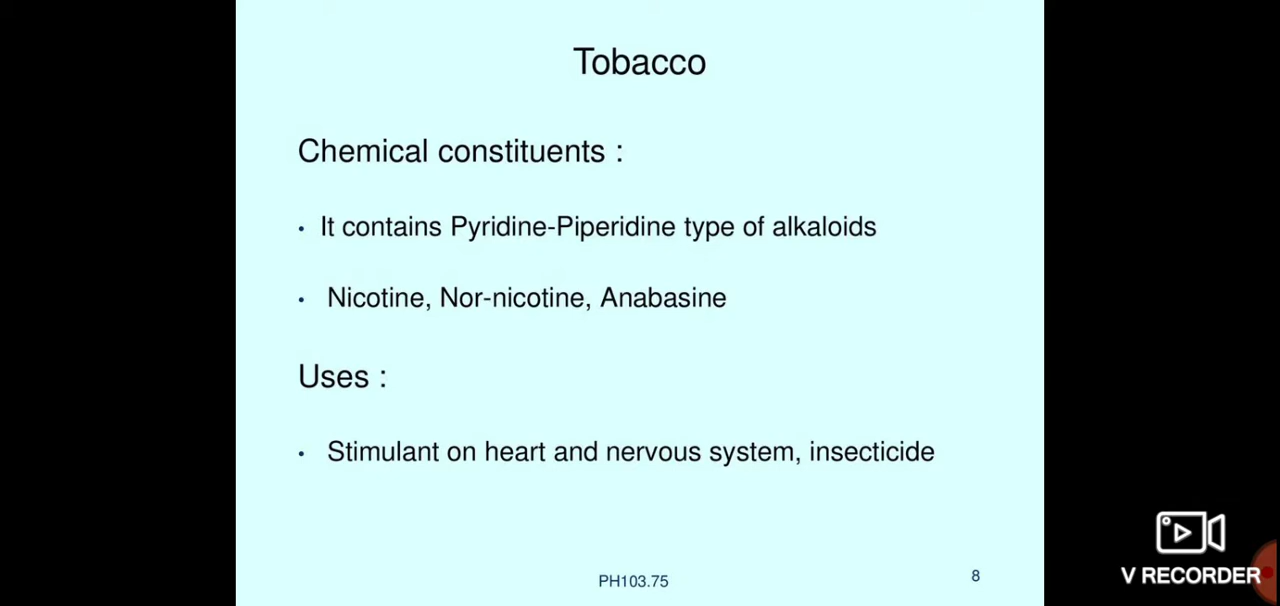 Tobacco
Chemical constituents :
• It contains Pyridine-Piperidine type of alkaloids
• Nicotine, Nor-nicotine, Anabasine
Uses :
• Stimulant on heart and nervous system, insecticide
PH103.75
8
V RECORDER